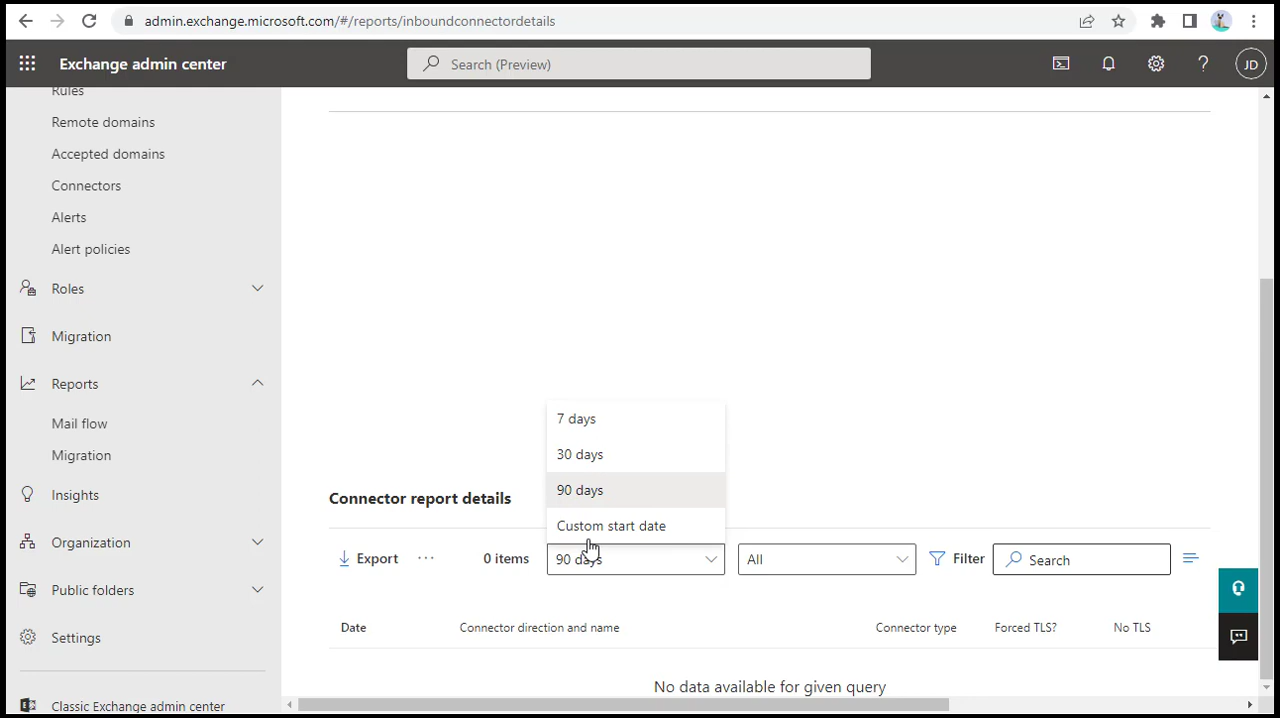 admin.exchange.microsoft.com/#/reports/inboundconnectordetails
Exchange admin center
Search (Preview)
JD
Rules
Remote domains
Accepted domains
Connectors
Alerts
Alert policies
Roles
Migration
Reports
Mail flow
Migration
Insights
Organization
Public folders
Settings
Classic Exchange admin center
7 days
30 days
90 days
Custom start date
Connector report details
Export
0 items
90 days
All
Filter
Search
Date
Connector direction and name
Connector type
Forced TLS?
No TLS
No data available for given query